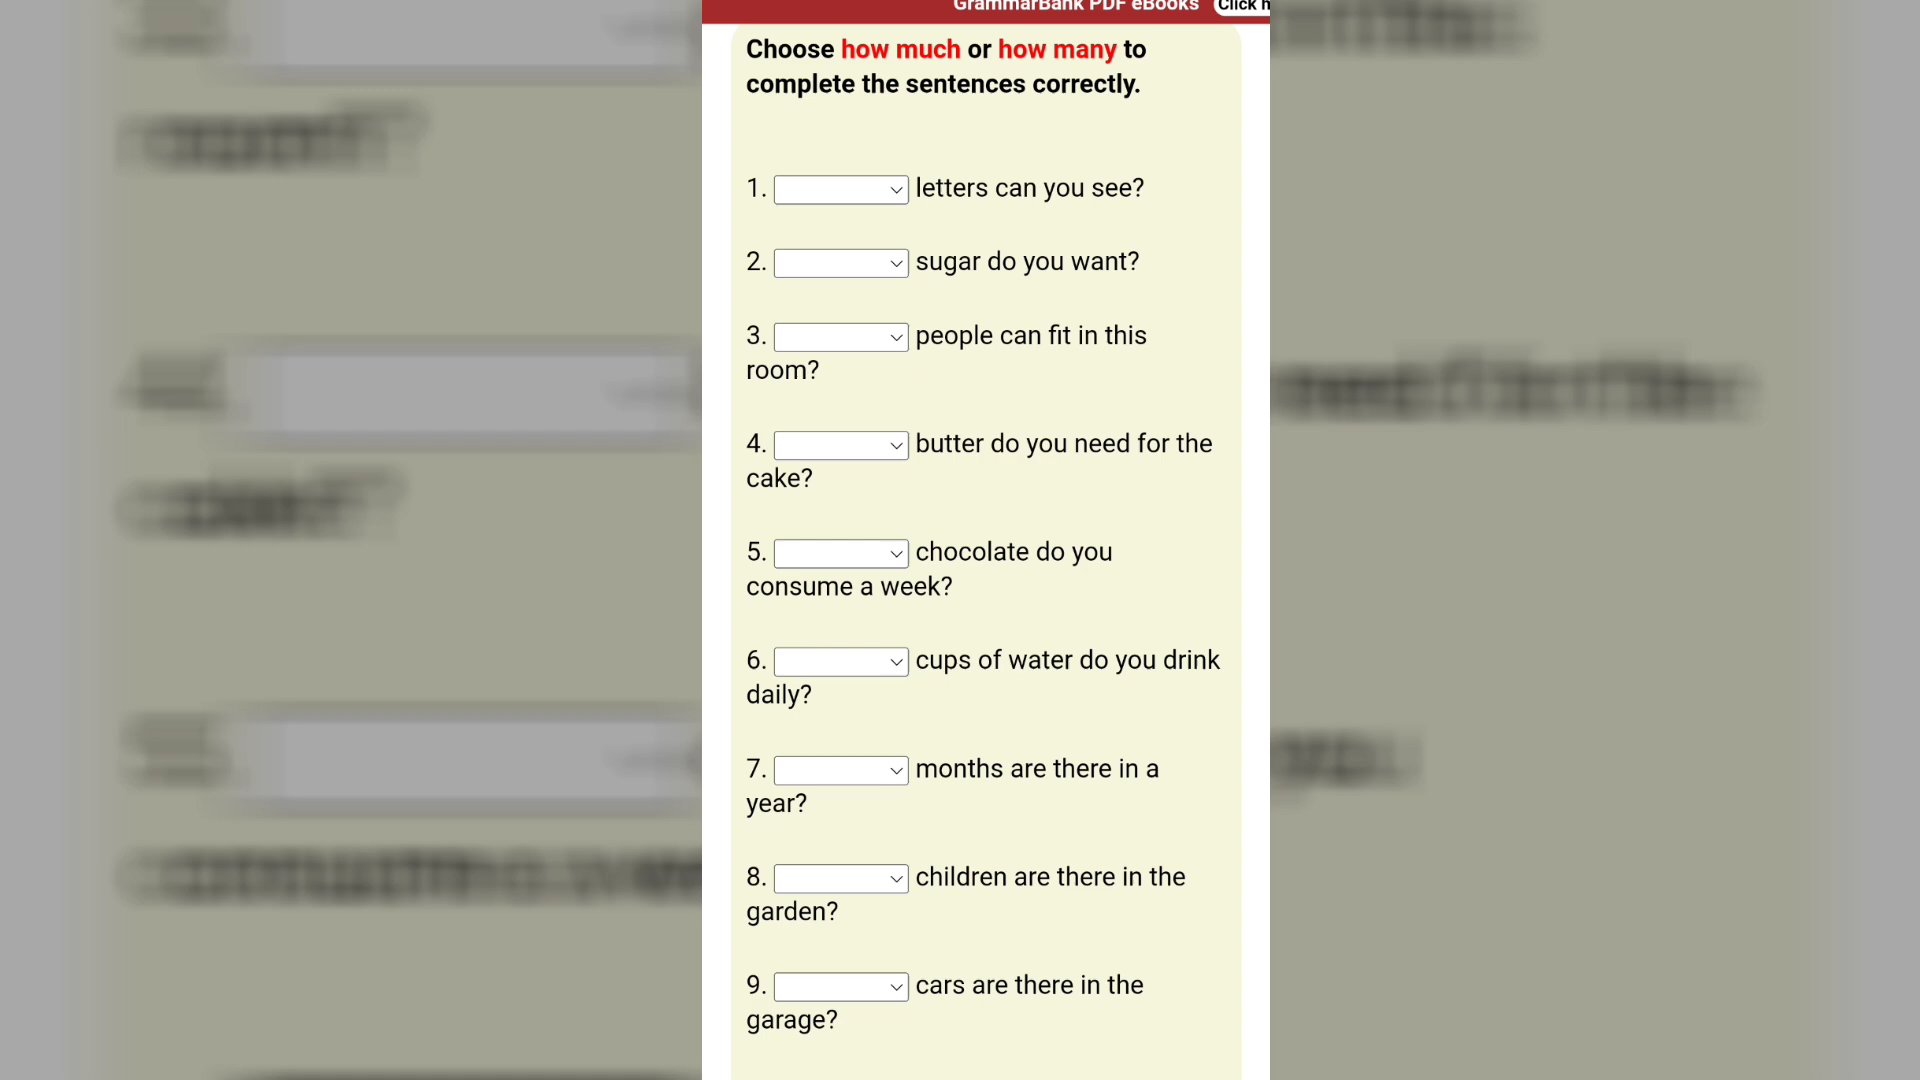 GrammarBank PDF eBooks Click
Choose how much or how many to
complete the sentences correctly.
1. letters can you see?
2. sugar do you want?
3. people can fit in this
room?
4. butter do you need for the
cake?
5. chocolate do you
consume a week?
6. cups of water do you drink
daily?
7. months are there in a
year?
8. children are there in the
garden?
9. cars are there in the
garage?